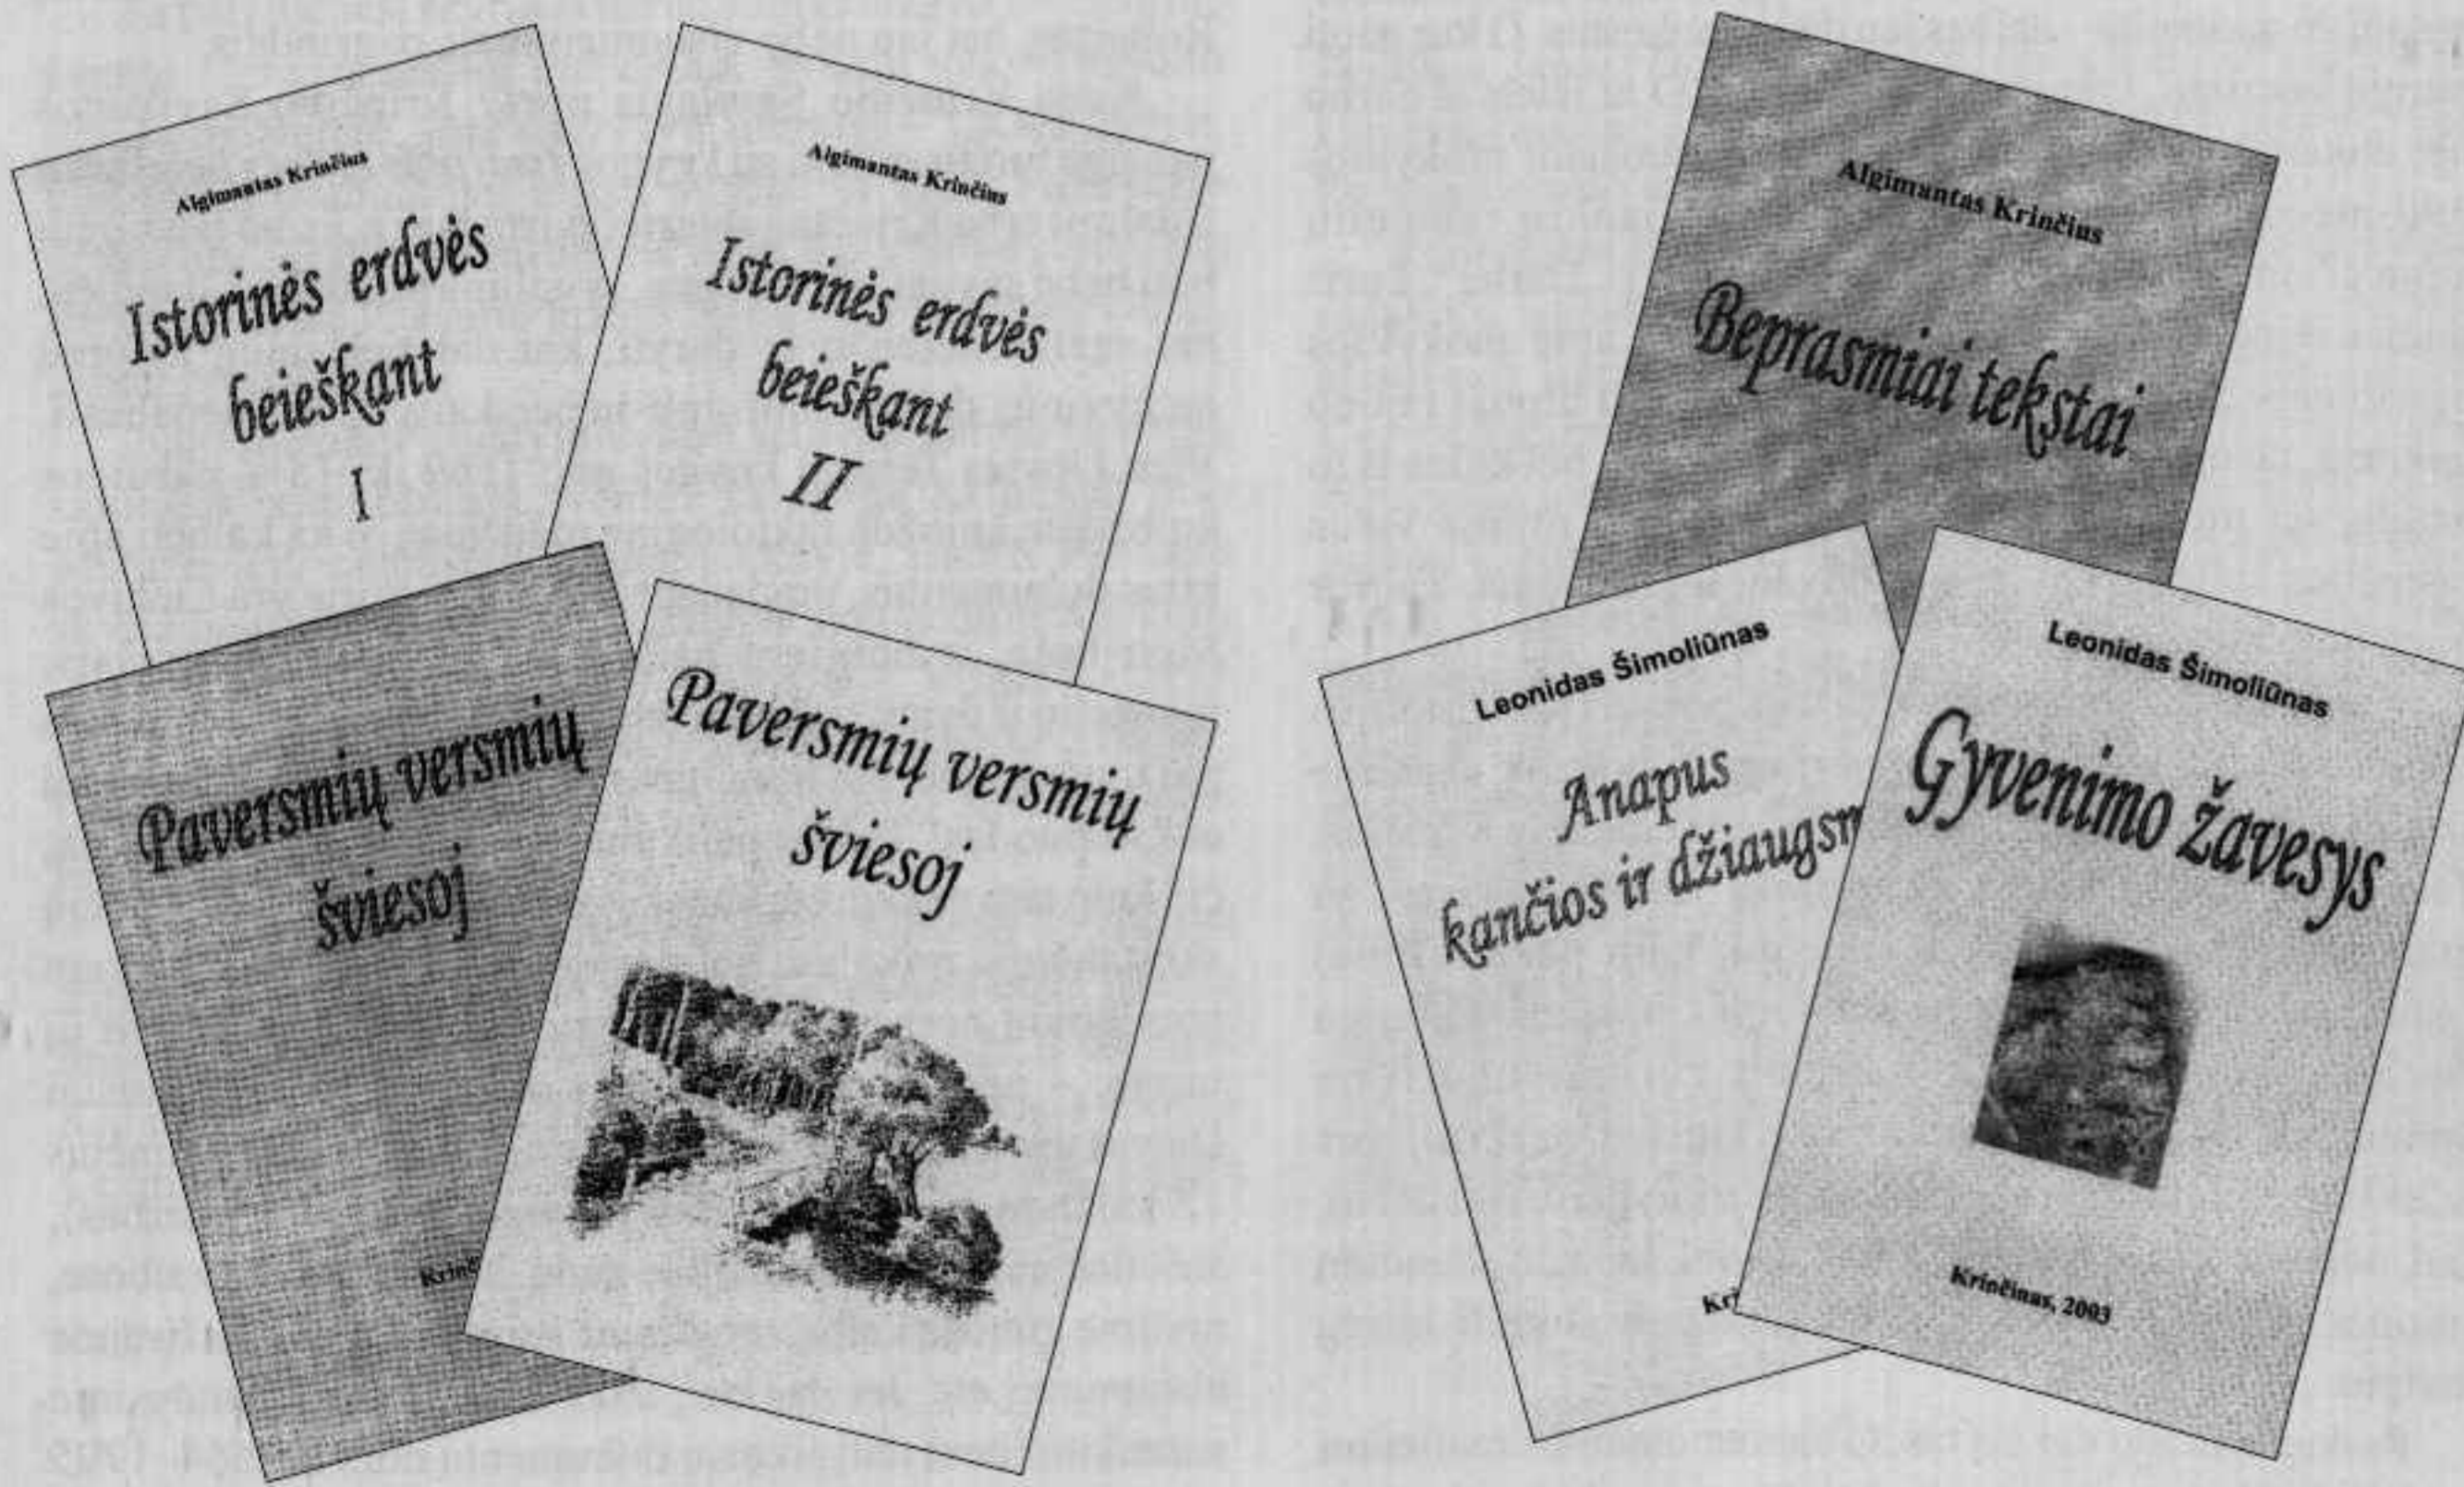 Algimantas Krinčius
Istorinės erdvės
beieškant
I
Algimantas Krinčius
Istorinės erdvės
beieškant
II
Paversmių versmių
šviesoj
Paversmių versmių
šviesoj
Algimantas Krinčius
Beprasmiai tekstai
Leonidas Šimoliūnas
Anapus
kančios ir džiaugsm
Leonidas Šimoliūnas
Gyvenimo žavesys
Krinčinas, 2003